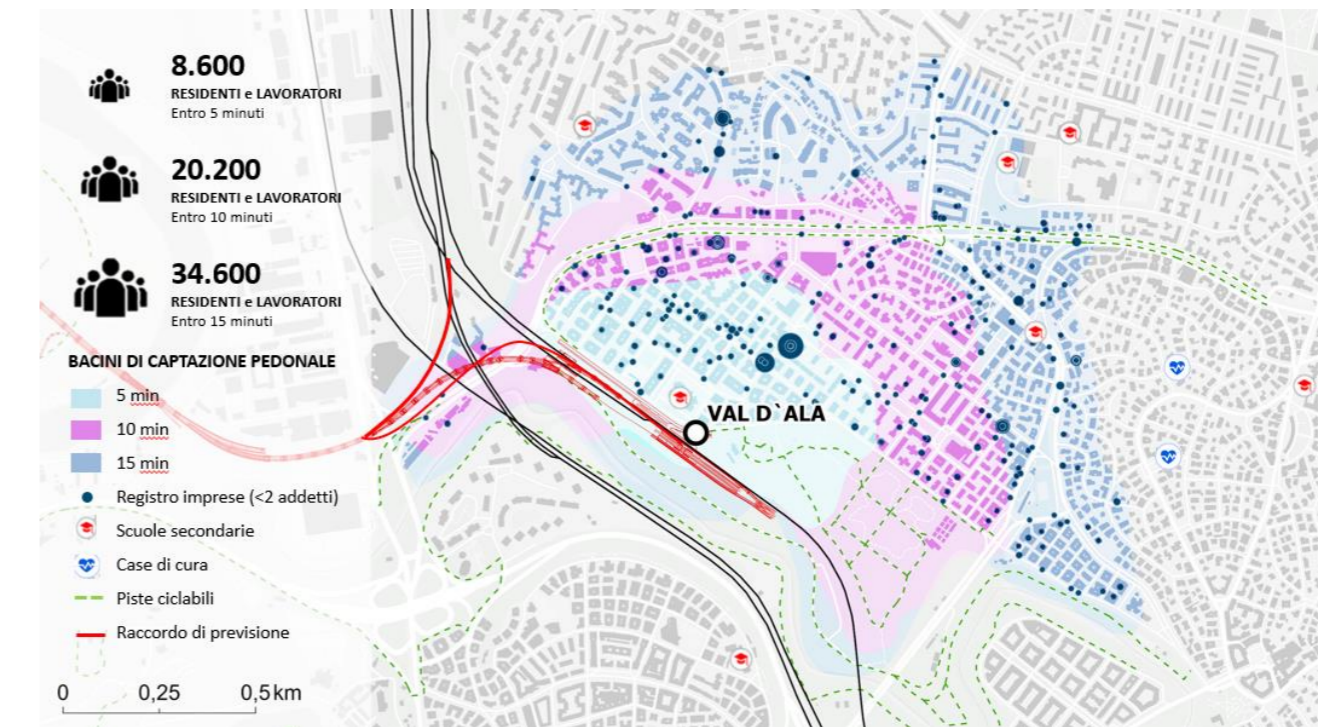 8.600
RESIDENTI e LAVORATORI
Entro 5 minuti
20.200
RESIDENTI e LAVORATORI
Entro 10 minuti
34.600
RESIDENTI e LAVORATORI
Entro 15 minuti
BACINI DI CAPTAZIONE PEDONALE
5 min
10 min
15 min
Registro imprese (<2 addetti)
Scuole secondarie
Case di cura
Piste ciclabili
Raccordo di previsione
0 0,25 0,5 km
VAL D`ALA